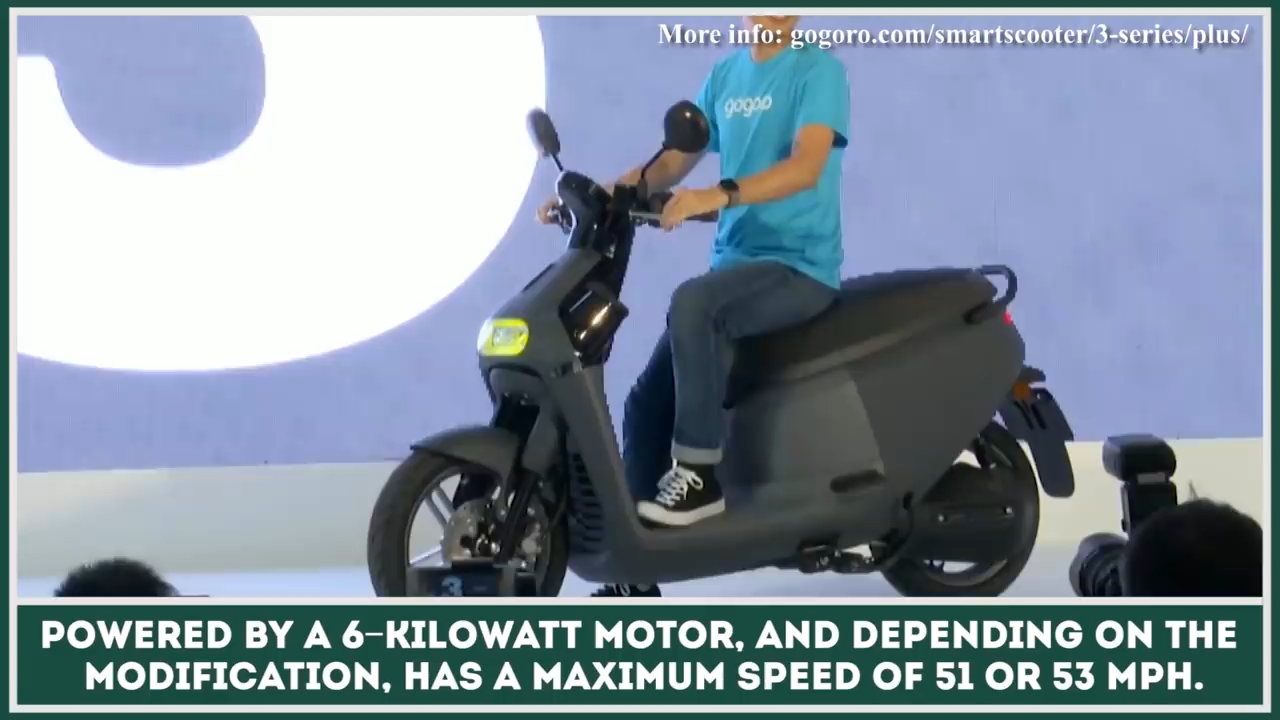 More info: gogoro.com/smartscooter/3-series/plus/
gogoro
3
POWERED BY A 6-KILOWATT MOTOR, AND DEPENDING ON THE
MODIFICATION, HAS A MAXIMUM SPEED OF 51 OR 53 MPH.